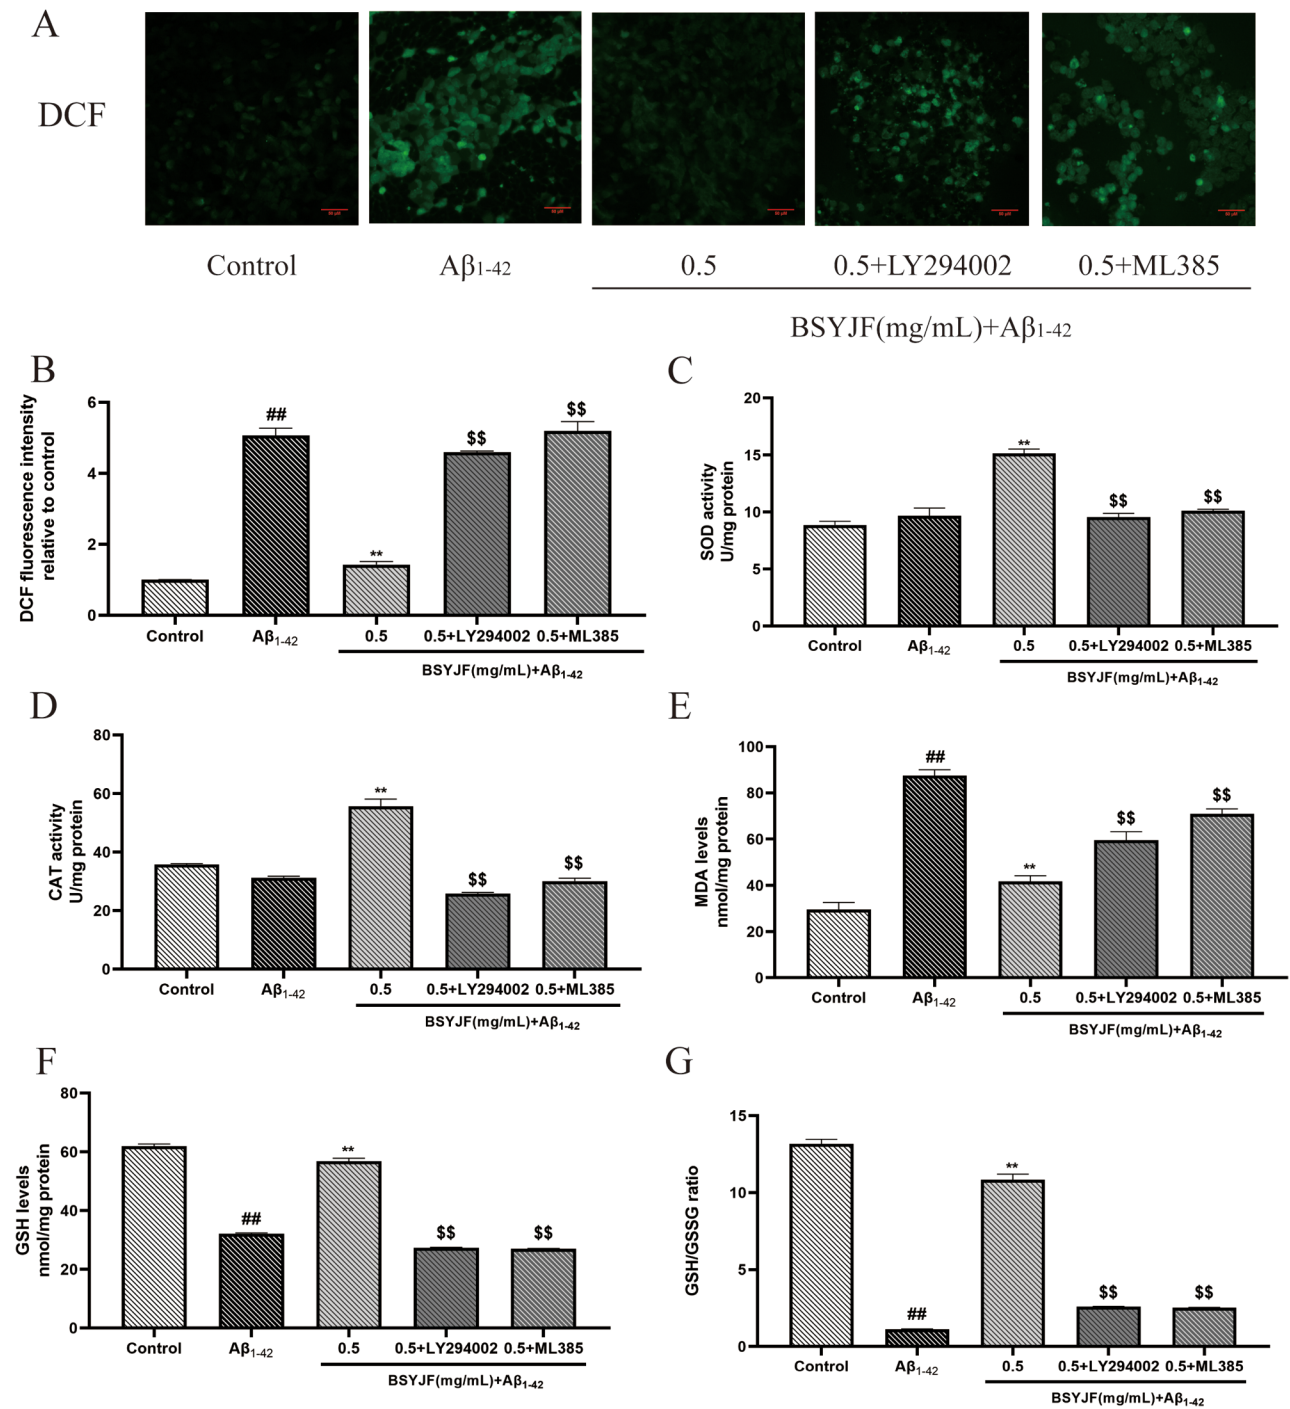 A
DCF
Control
Aβ1-42
0.5
0.5+LY294002
0.5+ML385
BSYJF(mg/mL)+Aβ1-42
B
DCF fluorescence intensity
relative to control
6
4
2
0
##
**
$$
$$
Control
Aβ1-42
0.5
0.5+LY294002
0.5+ML385
BSYJF(mg/mL)+Aβ1-42
C
SOD activity
U/mg protein
20
15
10
5
0
**
$$
$$
Control
Aβ1-42
0.5
0.5+LY294002
0.5+ML385
BSYJF(mg/mL)+Aβ1-42
D
CAT activity
U/mg protein
80
60
40
20
0
**
$$
$$
Control
Aβ1-42
0.5
0.5+LY294002
0.5+ML385
BSYJF(mg/mL)+Aβ1-42
E
MDA levels
nmol/mg protein
100
80
60
40
20
0
##
**
$$
$$
Control
Aβ1-42
0.5
0.5+LY294002
0.5+ML385
BSYJF(mg/mL)+Aβ1-42
F
GSH levels
nmol/mg protein
80
60
40
20
0
##
**
$$
$$
Control
Aβ1-42
0.5
0.5+LY294002
0.5+ML385
BSYJF(mg/mL)+Aβ1-42
G
GSH/GSSG ratio
15
10
5
0
##
**
$$
$$
Control
Aβ1-42
0.5
0.5+LY294002
0.5+ML385
BSYJF(mg/mL)+Aβ1-42